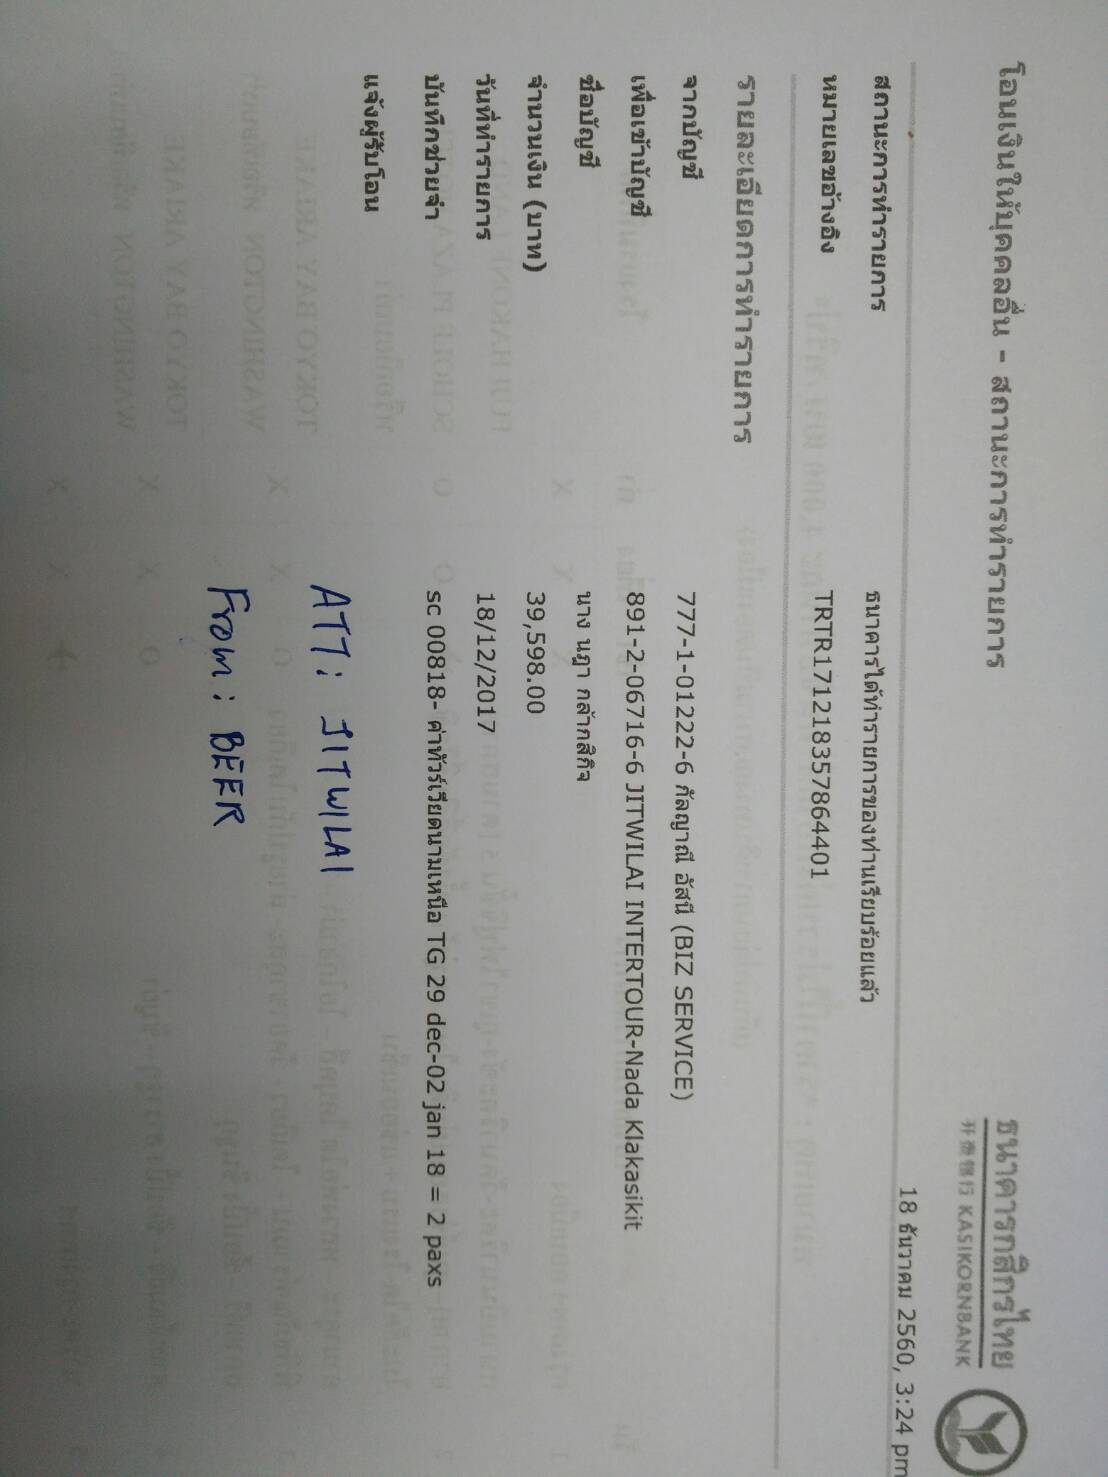 โอนเงินให้บุคคลอื่น - สถานะการทำรายการ
ธนาคารกสิกรไทย
开泰银行 KASIKORNBANK
18 ธันวาคม 2560, 3:24 pm
สถานะการทำรายการ ธนาคารได้ทำรายการของท่านเรียบร้อยแล้ว
หมายเลขอ้างอิง TRTR171218357864401
รายละเอียดการทำรายการ
จากบัญชี 777-1-01222-6 กัลญาณี อัสนี (BIZ SERVICE)
เพื่อเข้าบัญชี 891-2-06716-6 JITWILAI INTERTOUR-Nada Klakasikit
ชื่อบัญชี นาง นฎา กล้ากสิกิจ
จำนวนเงิน (บาท) 39,598.00
วันที่ทำรายการ 18/12/2017
บันทึกช่วยจำ sc 00818- ค่าทัวร์เวียดนามเหนือ TG 29 dec-02 jan 18 = 2 paxs
แจ้งผู้รับโอน
ATT: JITWILAI
From: BEER